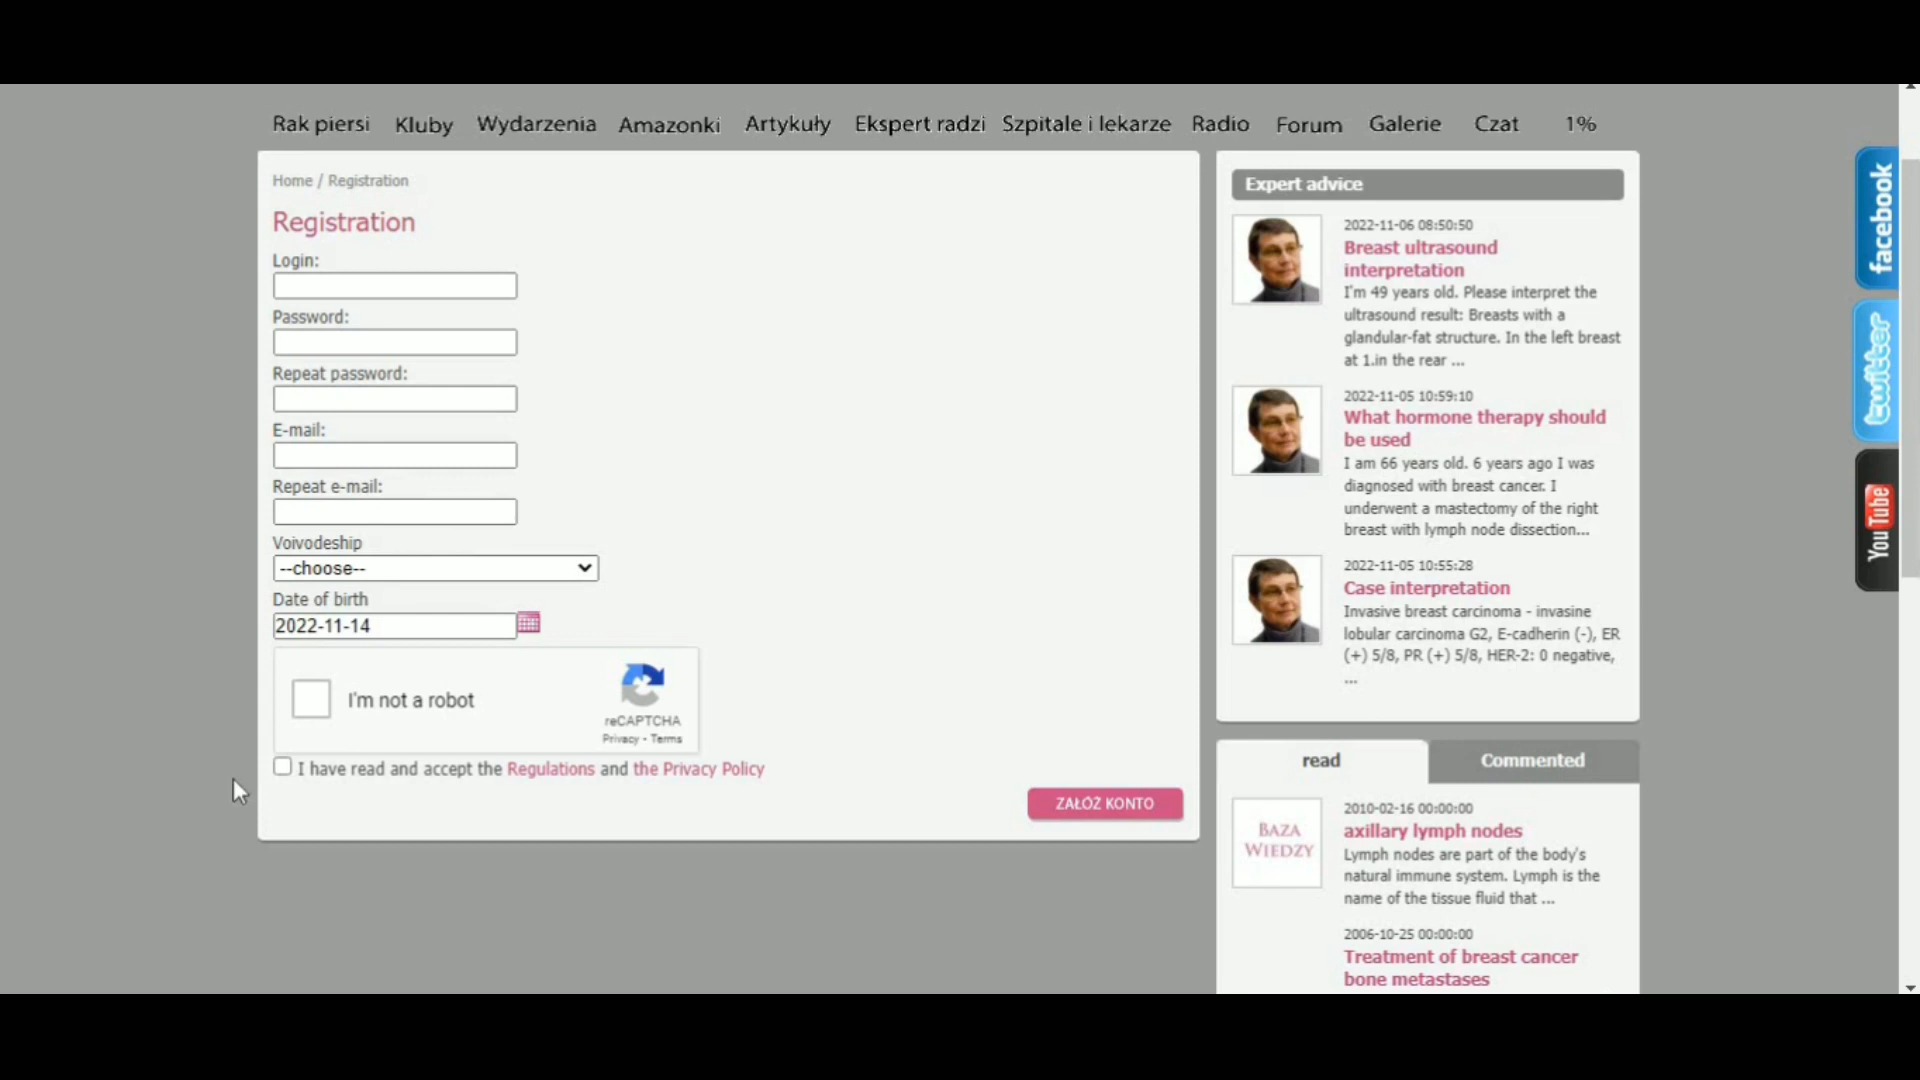 Rak piersi Kluby Wydarzenia Amazonki Artykuły Ekspert radzi Szpitale i lekarze Radio Forum Galerie Czat 1%
Home / Registration
Registration
Login:
Password:
Repeat password:
E-mail:
Repeat e-mail:
Voivodeship
--choose--
Date of birth
2022-11-14
I'm not a robot
reCAPTCHA
Privacy - Terms
I have read and accept the Regulations and the Privacy Policy
ZAŁÓŻ KONTO
Expert advice
2022-11-06 08:50:50
Breast ultrasound
interpretation
I'm 49 years old. Please interpret the
ultrasound result: Breasts with a
glandular-fat structure. In the left breast
at 1.in the rear ...
2022-11-05 10:59:10
What hormone therapy should
be used
I am 66 years old. 6 years ago I was
diagnosed with breast cancer. I
underwent a mastectomy of the right
breast with lymph node dissection...
2022-11-05 10:55:28
Case interpretation
Invasive breast carcinoma - invasine
lobular carcinoma G2, E-cadherin (-), ER
(+) 5/8, PR (+) 5/8, HER-2: 0 negative,
...
read Commented
BAZA
WIEDZY
2010-02-16 00:00:00
axillary lymph nodes
Lymph nodes are part of the body's
natural immune system. Lymph is the
name of the tissue fluid that ...
2006-10-25 00:00:00
Treatment of breast cancer
bone metastases
facebook
twitter
You Tube